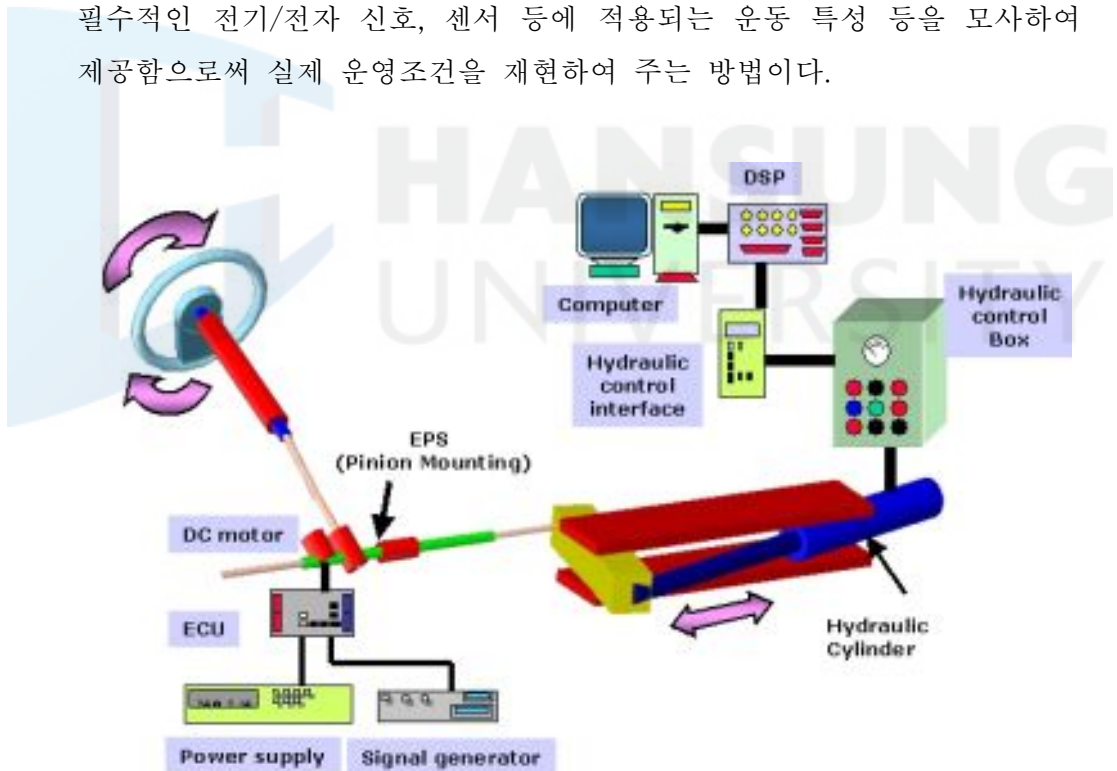 필수적인 전기/전자 신호, 센서 등에 적용되는 운동 특성 등을 모사하여
제공함으로써 실제 운영조건을 재현하여 주는 방법이다.
HANSUNG
UNIVERSITY
DSP
Computer
Hydraulic
control
Box
Hydraulic
control
interface
EPS
(Pinion Mounting)
DC motor
ECU
Hydraulic
Cylinder
Power supply
Signal generator